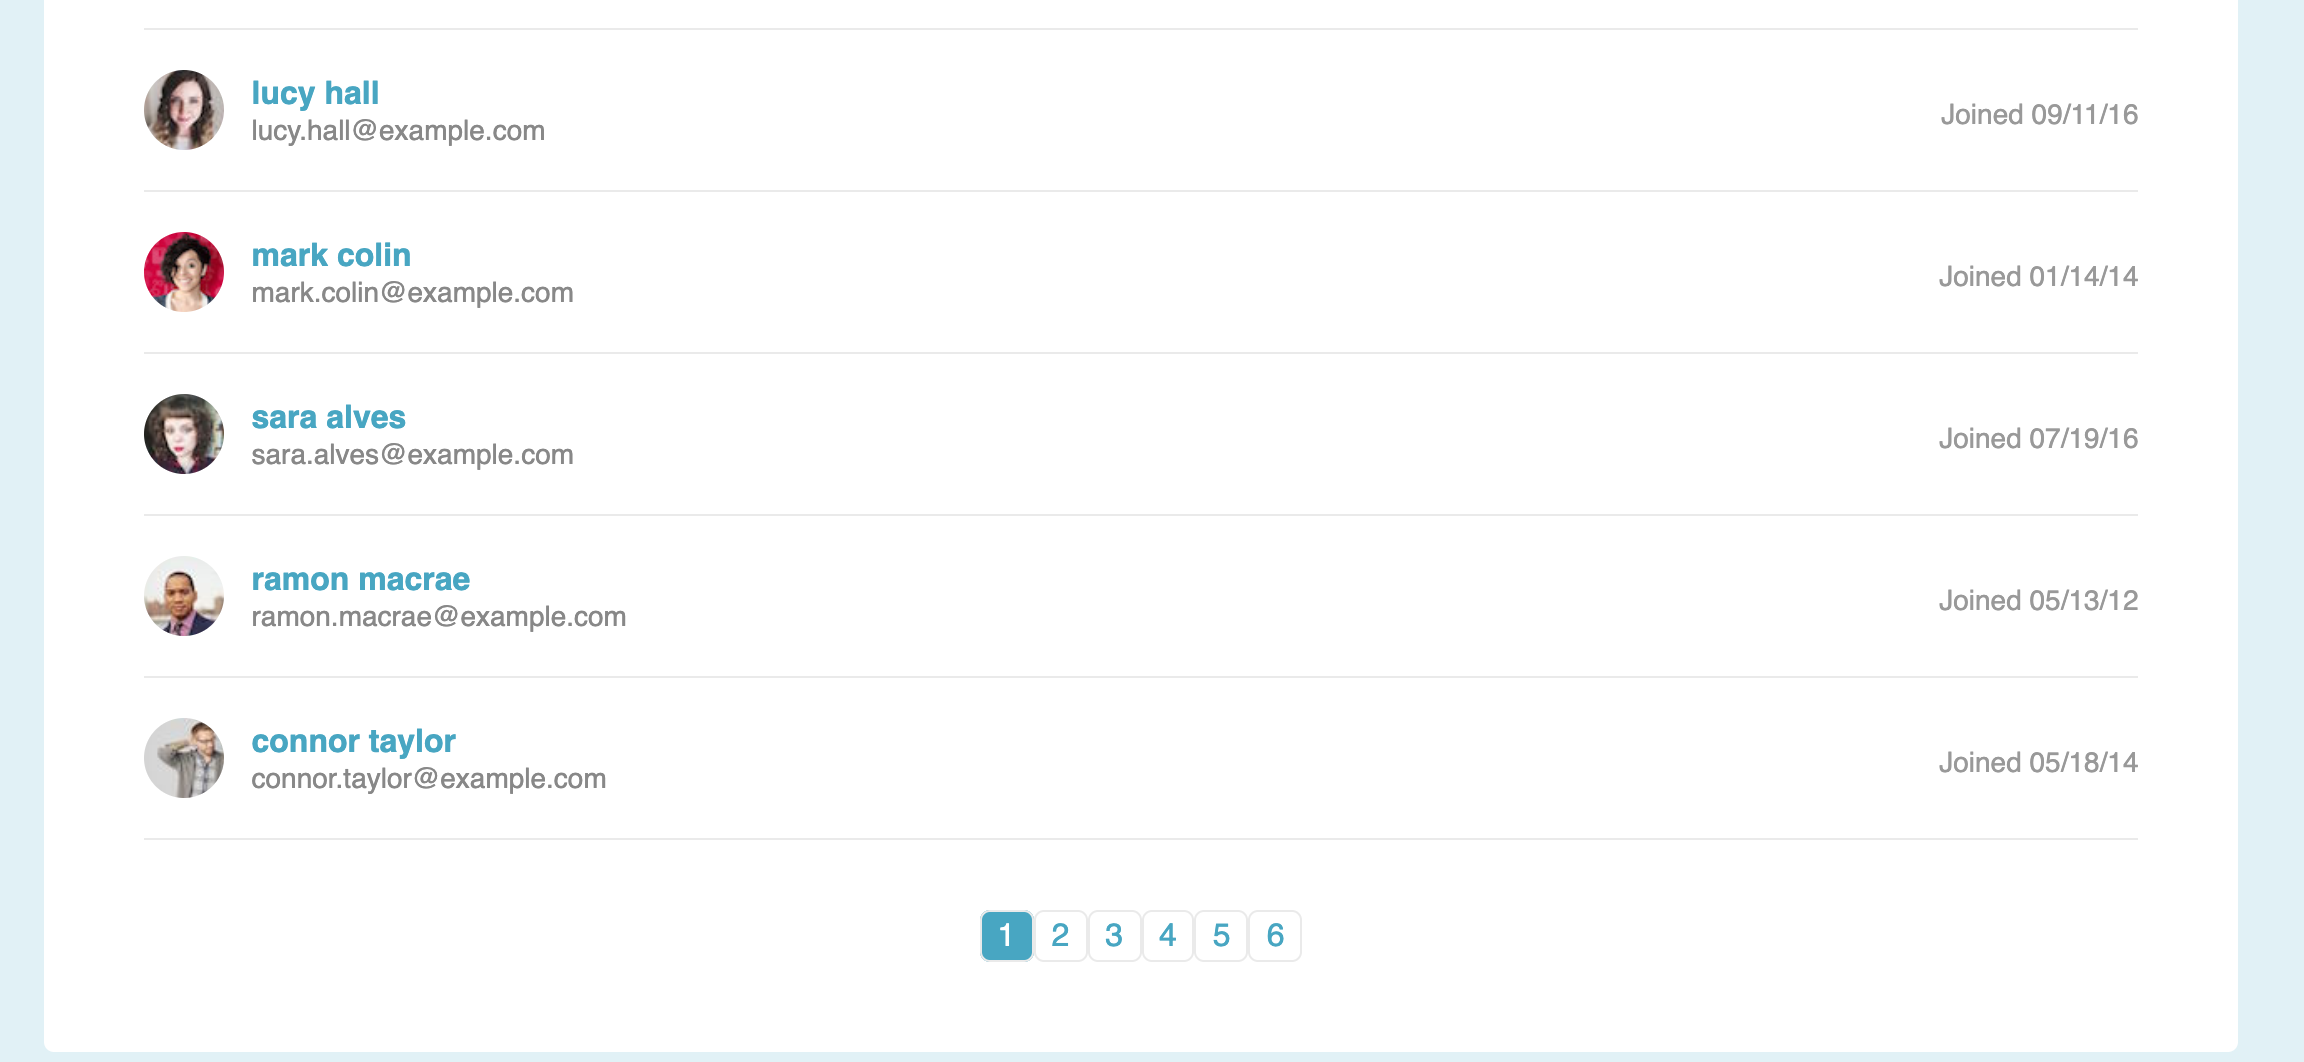 lucy hall
lucy.hall@example.com
Joined 09/11/16
mark colin
mark.colin@example.com
Joined 01/14/14
sara alves
sara.alves@example.com
Joined 07/19/16
ramon macrae
ramon.macrae@example.com
Joined 05/13/12
connor taylor
connor.taylor@example.com
Joined 05/18/14
1 2 3 4 5 6